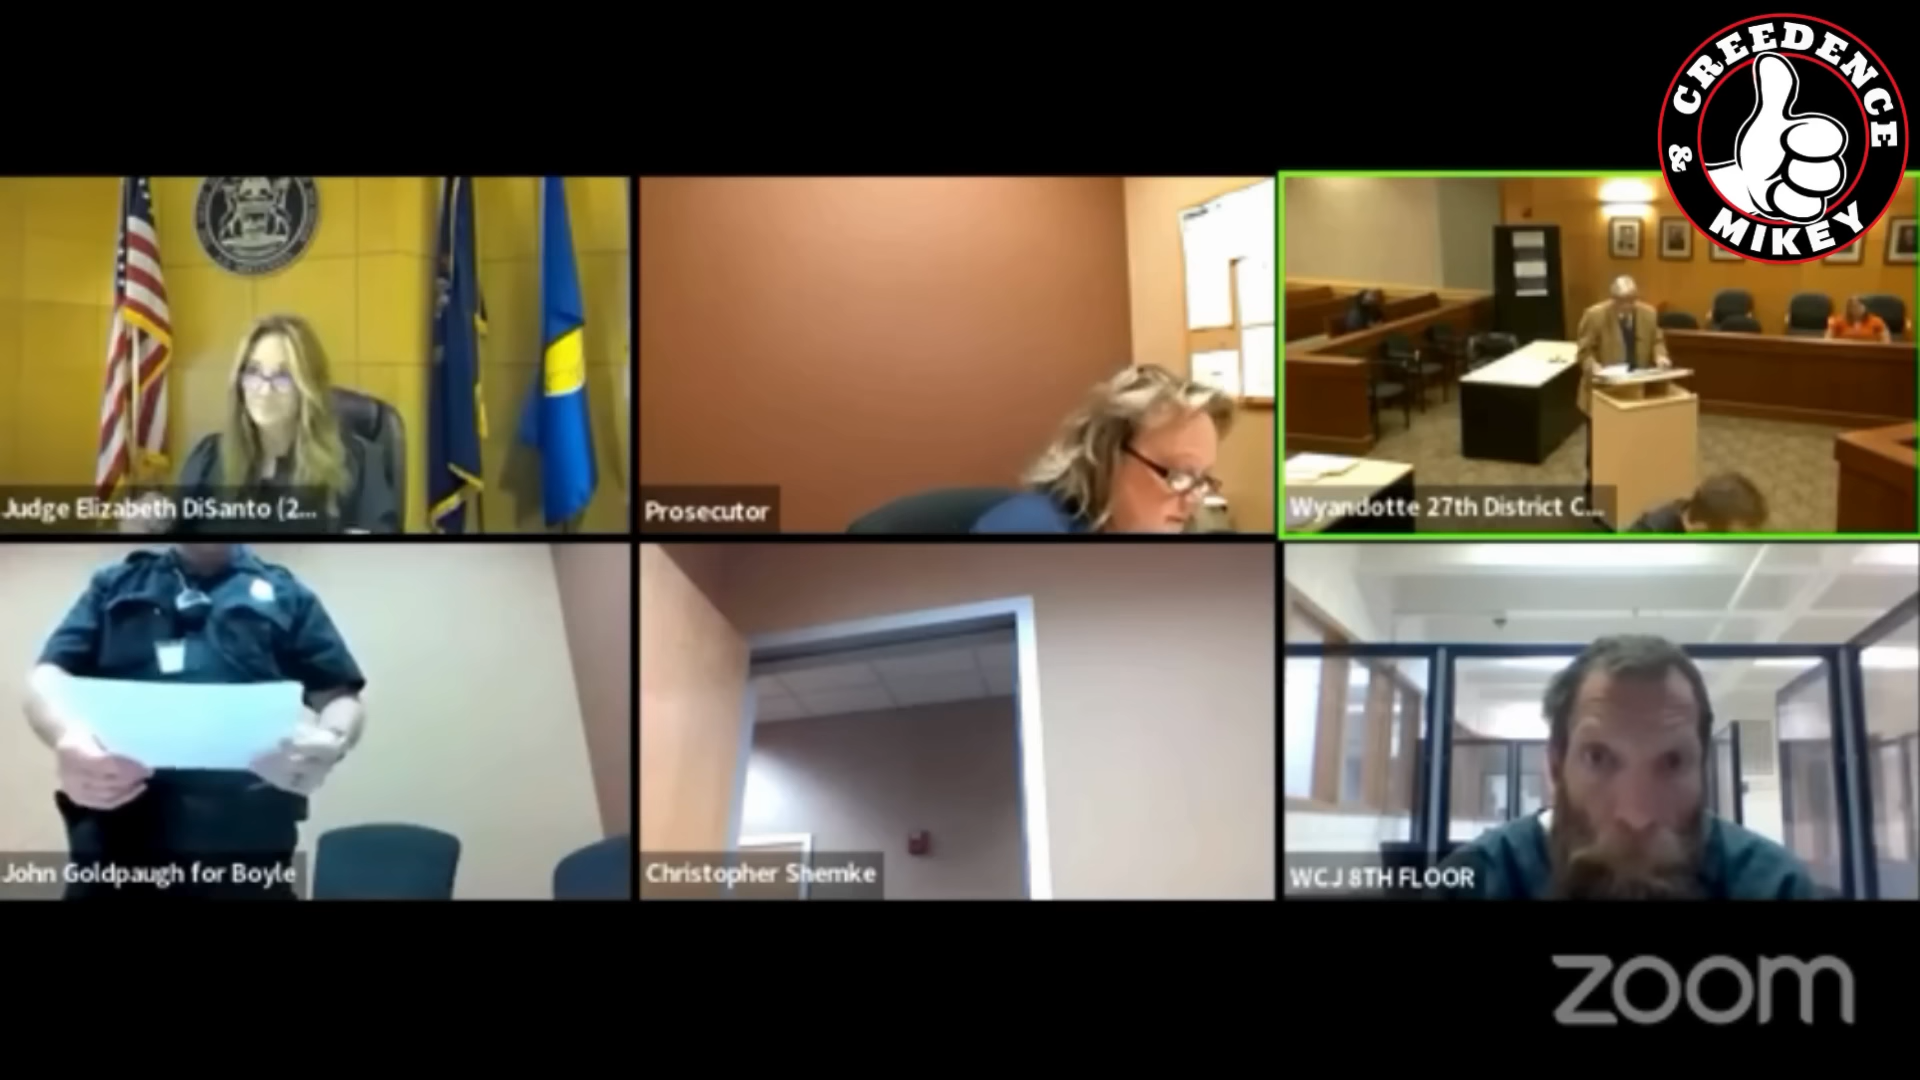 & CREEDENCE
MIKEY
Judge Elizabeth DiSanto (2...
Prosecutor
Wyandotte 27th District C...
John Goldpaugh for Boyle
Christopher Shemke
WCJ 8TH FLOOR
zoom